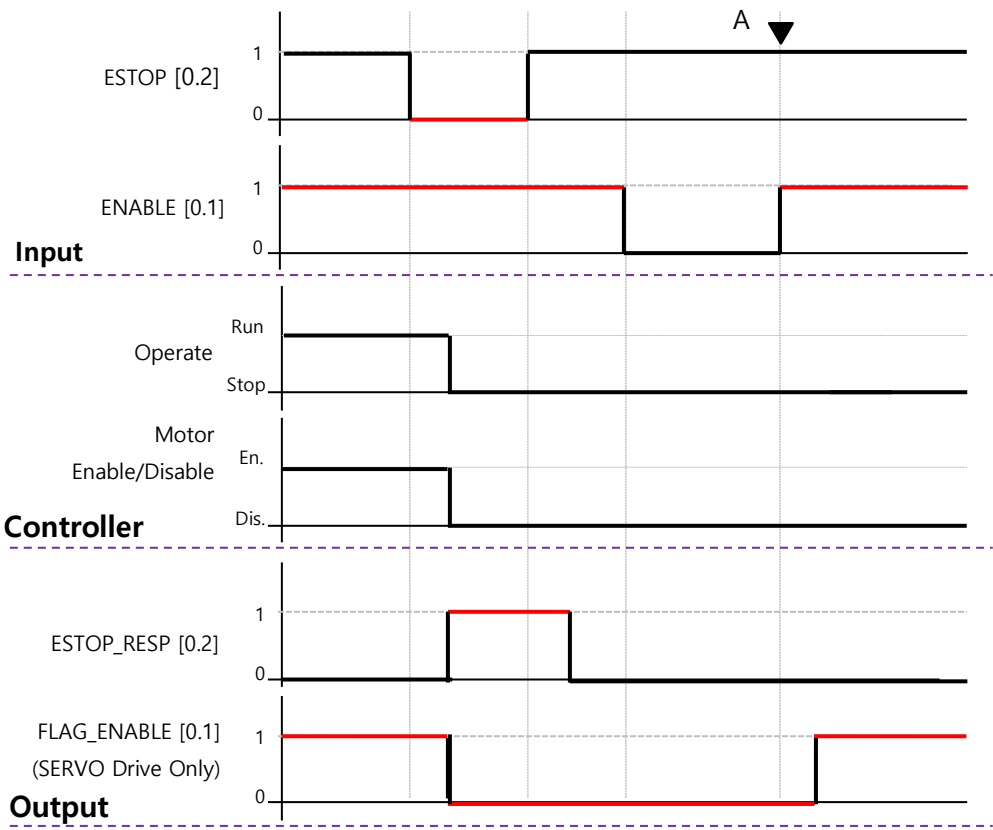 A
1
ESTOP [0.2]
0
1
ENABLE [0.1]
0
Input
Run
Operate
Stop
Motor
En.
Enable/Disable
Dis.
Controller
1
ESTOP_RESP [0.2]
0
FLAG_ENABLE [0.1]
1
(SERVO Drive Only)
0
Output